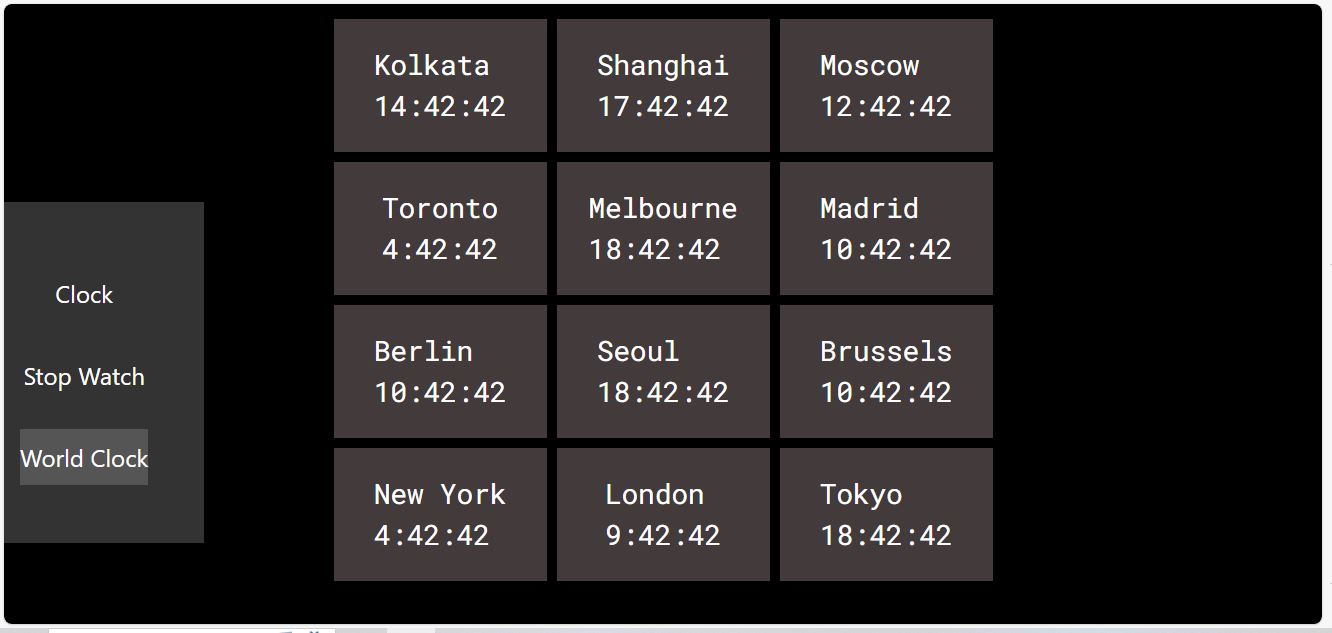 Kolkata
14:42:42
Shanghai
17:42:42
Moscow
12:42:42
Toronto
4:42:42
Melbourne
18:42:42
Madrid
10:42:42
Clock
Stop Watch
World Clock
Berlin
10:42:42
Seoul
18:42:42
Brussels
10:42:42
New York
4:42:42
London
9:42:42
Tokyo
18:42:42